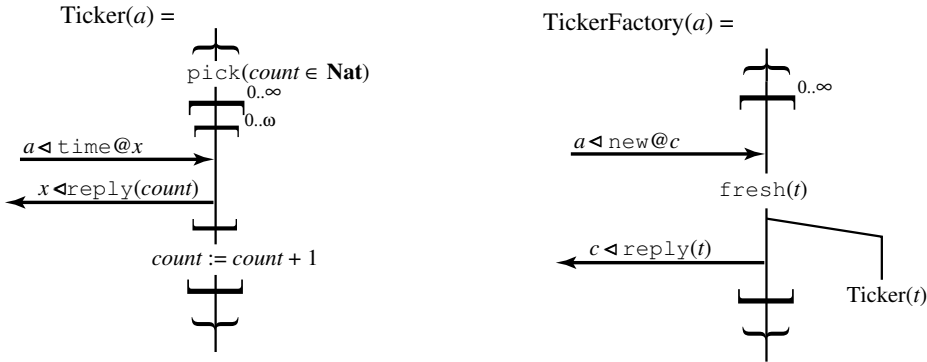 Ticker(a) =
pick(count ∈ Nat)
0..∞
0..ω
a ⊲ time@x
x ⊲ reply(count)
count := count + 1
TickerFactory(a) =
0..∞
a ⊲ new@c
fresh(t)
c ⊲ reply(t)
Ticker(t)